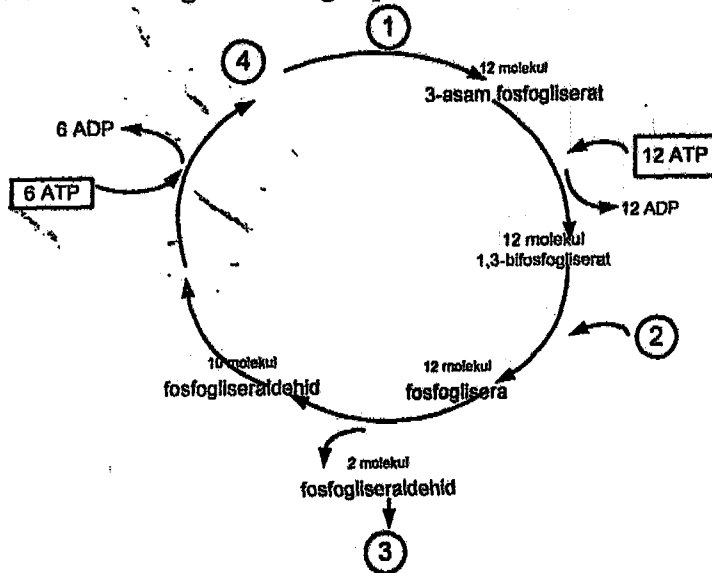 1
4
12 molekul
3-asam fosfogliserat
6 ADP
12 ATP
6 ATP
12 ADP
12 molekul
1,3-bifosfogliserat
2
10 molekul
fosfogliseraldehid
12 molekul
fosfoglisera
2 molekul
fosfogliseraldehid
3